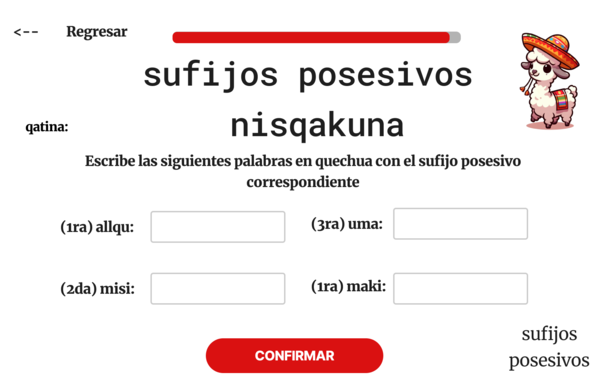 <-- Regresar
sufijos posesivos
qatina: nisqakuna
Escribe las siguientes palabras en quechua con el sufijo posesivo
correspondiente
(1ra) allqu: (3ra) uma:
(2da) misi: (1ra) maki:
CONFIRMAR
sufijos
posesivos